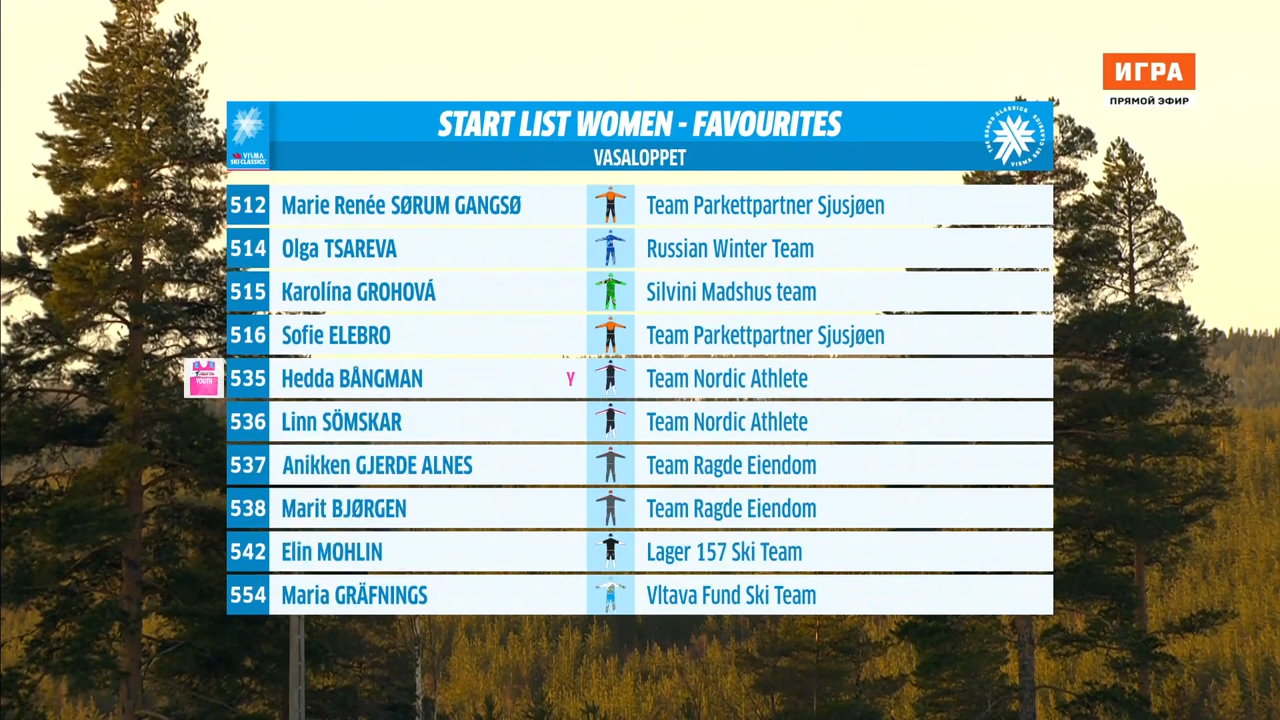 ИГРА
ПРЯМОЙ ЭФИР
START LIST WOMEN - FAVOURITES
VASALOPPET
VISMA
SKI CLASSICS
512 Marie Renée SØRUM GANGSØ Team Parkettpartner Sjusjøen
514 Olga TSAREVA Russian Winter Team
515 Karolína GROHOVÁ Silvini Madshus team
516 Sofie ELEBRO Team Parkettpartner Sjusjøen
YOUTH
535 Hedda BÅNGMAN Y Team Nordic Athlete
536 Linn SÖMSKAR Team Nordic Athlete
537 Anikken GJERDE ALNES Team Ragde Eiendom
538 Marit BJØRGEN Team Ragde Eiendom
542 Elin MOHLIN Lager 157 Ski Team
554 Maria GRÄFNINGS Vltava Fund Ski Team